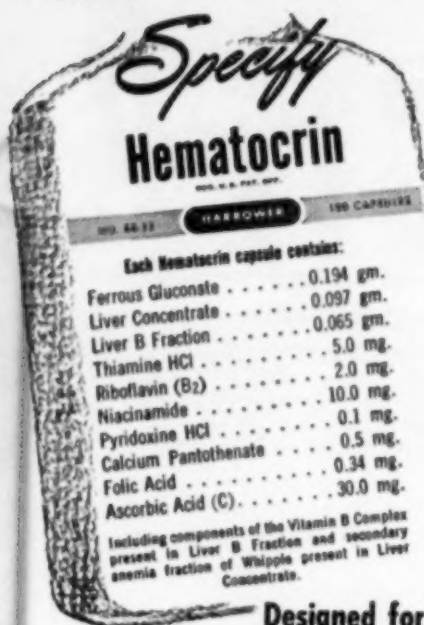 Specify
Hematocrin
REG. U. S. PAT. OFF.
HARROWER 100 CAPSULES
Each Hematocrin capsule contains:
Ferrous Gluconate . . . . . . 0.194 gm.
Liver Concentrate . . . . . . . 0.097 gm.
Liver B Fraction . . . . . . . . 0.065 gm.
Thiamine HCl . . . . . . . . . . 5.0 mg.
Riboflavin (B2) . . . . . . . . 2.0 mg.
Niacinamide . . . . . . . . . . 10.0 mg.
Pyridoxine HCl . . . . . . . . 0.1 mg.
Calcium Pantothenate . . . 0.5 mg.
Folic Acid . . . . . . . . . . 0.34 mg.
Ascorbic Acid (C) . . . . . . . 30.0 mg.
Including components of the Vitamin B Complex
present in Liver B Fraction and secondary
anemia fraction of Whipple present in Liver
Concentrate.
Designed for